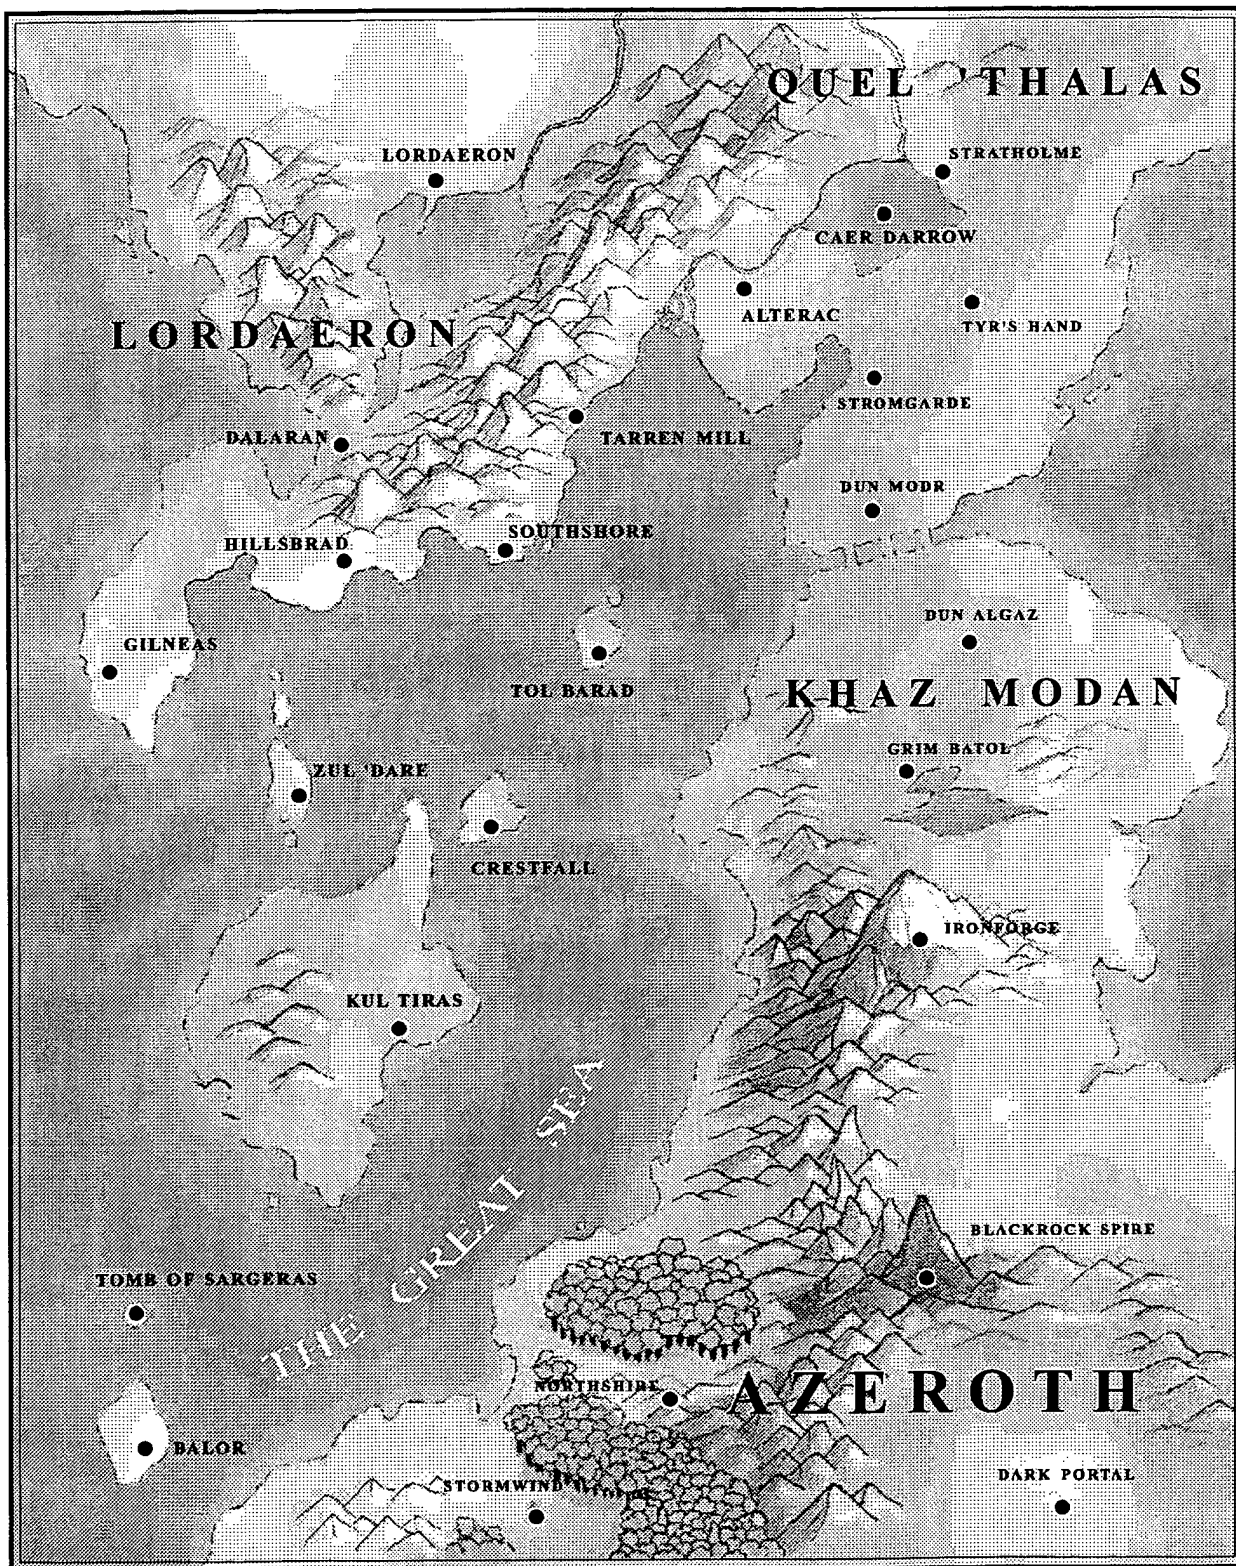 QUEL 'THALAS
LORDAERON
STRATHOLME
CAER DARROW
ALTERAC
TYR'S HAND
LORDAERON
STROMGARDE
DALARAN
TARREN MILL
DUN MODR
SOUTHSHORE
HILLSBRAD
DUN ALGAZ
GILNEAS
TOL BARAD
KHAZ MODAN
GRIM BATOL
ZUL 'DARE
CRESTFALL
IRONFORGE
KUL TIRAS
THE GREAT SEA
BLACKROCK SPIRE
TOMB OF SARGERAS
NORTHSHIRE
AZEROTH
BALOR
DARK PORTAL
STORMWIND